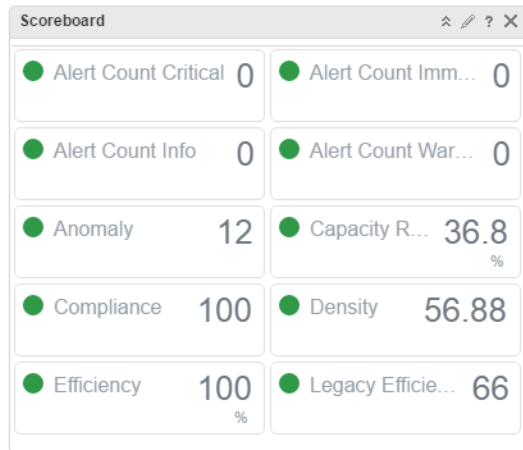 Scoreboard ?
Alert Count Critical 0
Alert Count Imm... 0
Alert Count Info 0
Alert Count War... 0
Anomaly 12
Capacity R... 36.8
%
Compliance 100
Density 56.88
Efficiency 100
%
Legacy Efficie... 66